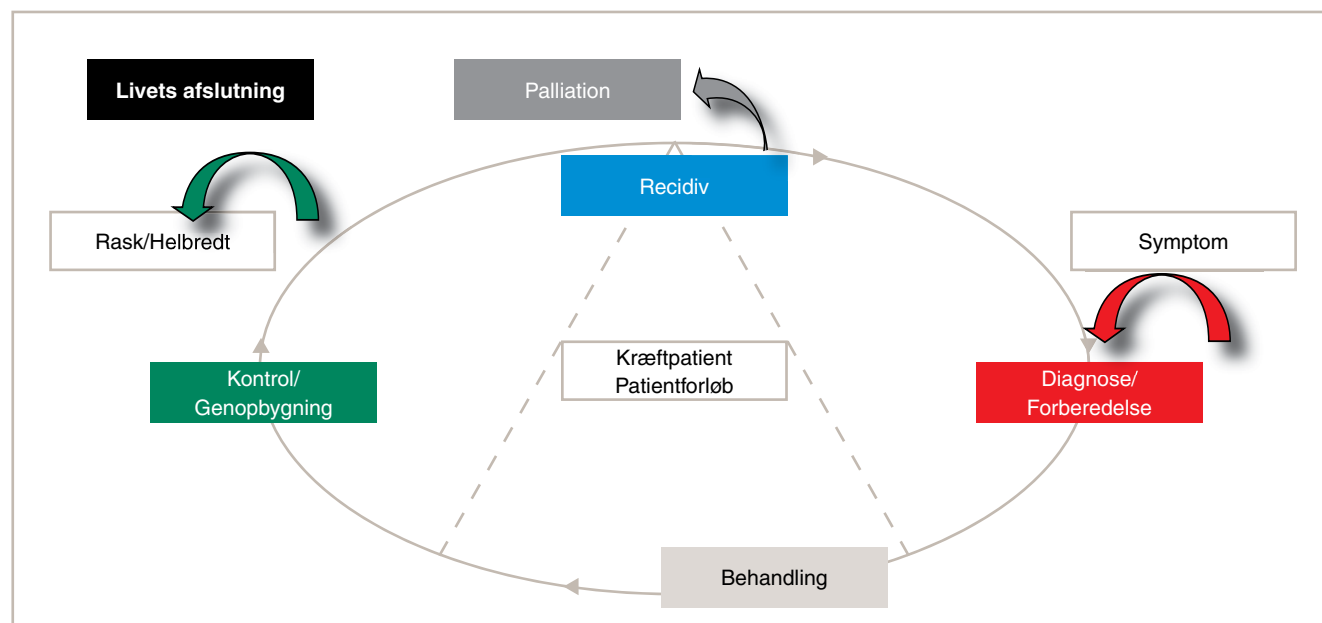 Livets afslutning
Palliation
Recidiv
Rask/Helbredt
Symptom
Kræftpatient
Patientforløb
Kontrol/
Genopbygning
Diagnose/
Forberedelse
Behandling